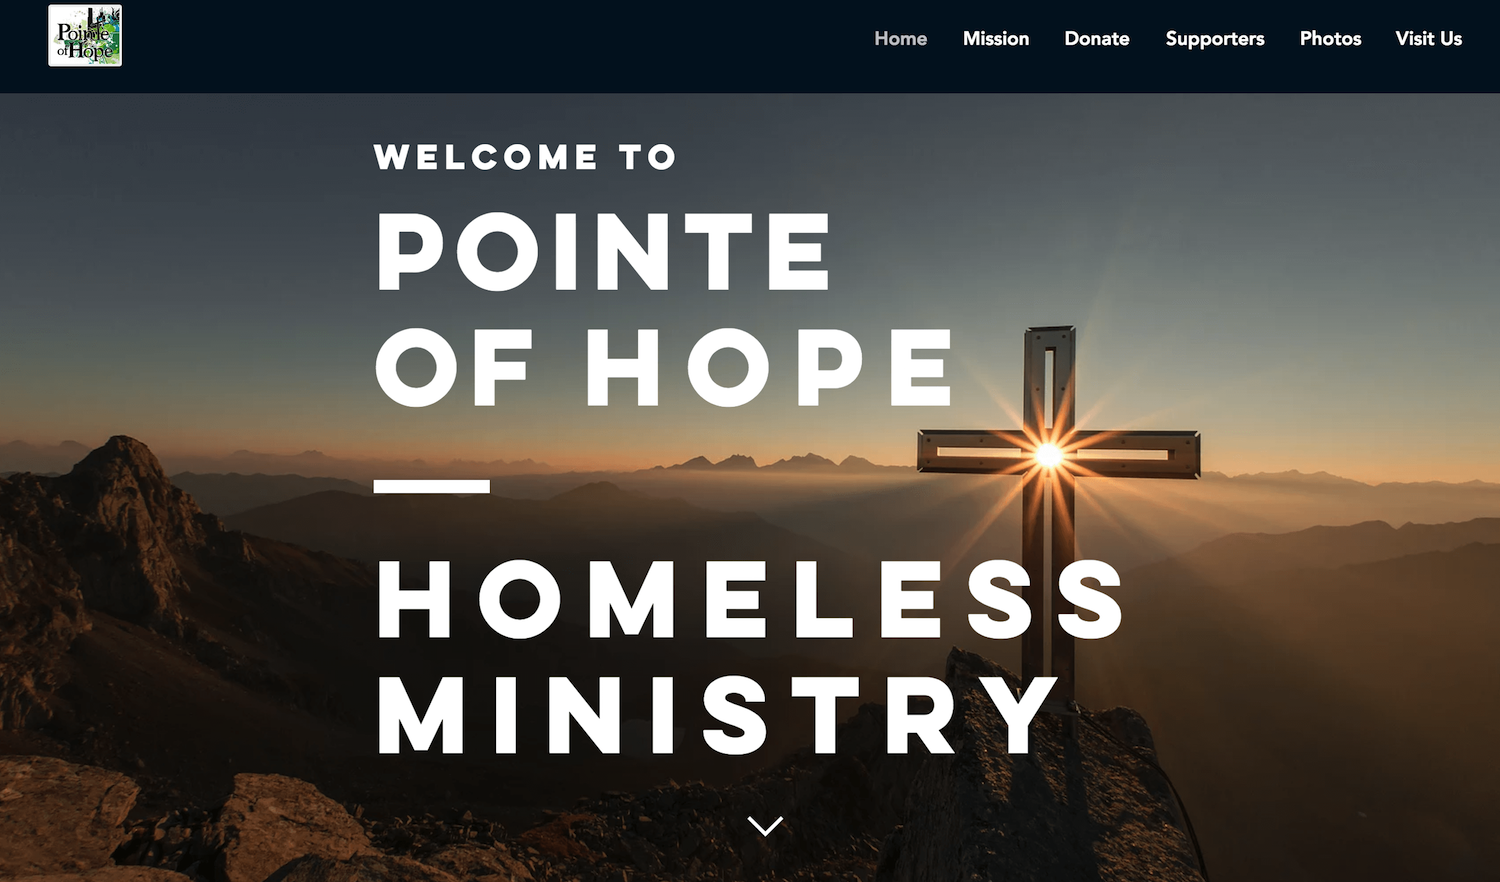 Pointe
of Hope
Home Mission Donate Supporters Photos Visit Us
WELCOME TO
POINTE
OF HOPE
HOMELESS
MINISTRY